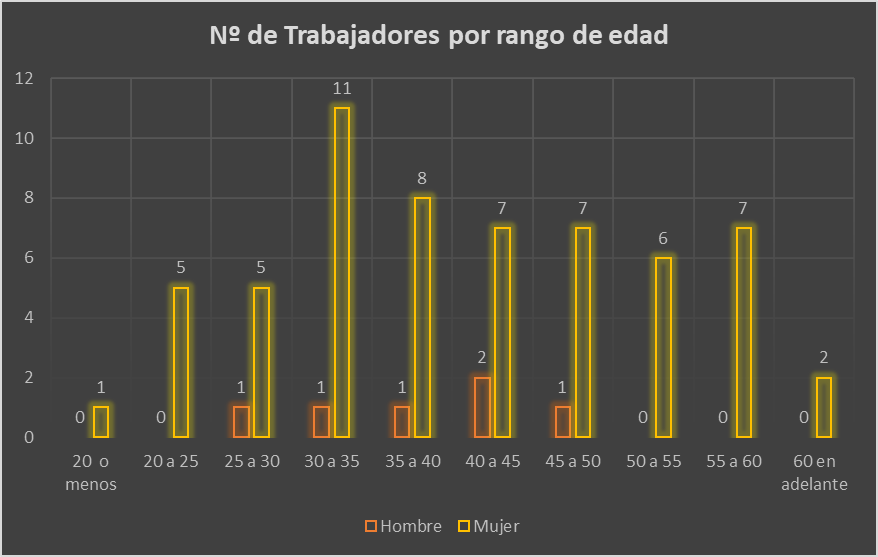 Nº de Trabajadores por rango de edad
12
10
8
6
4
2
0
0 1
0 5
1 5
1 11
1 8
2 7
1 7
0 6
0 7
0 2
20 o menos
20 a 25
25 a 30
30 a 35
35 a 40
40 a 45
45 a 50
50 a 55
55 a 60
60 en adelante
Hombre Mujer